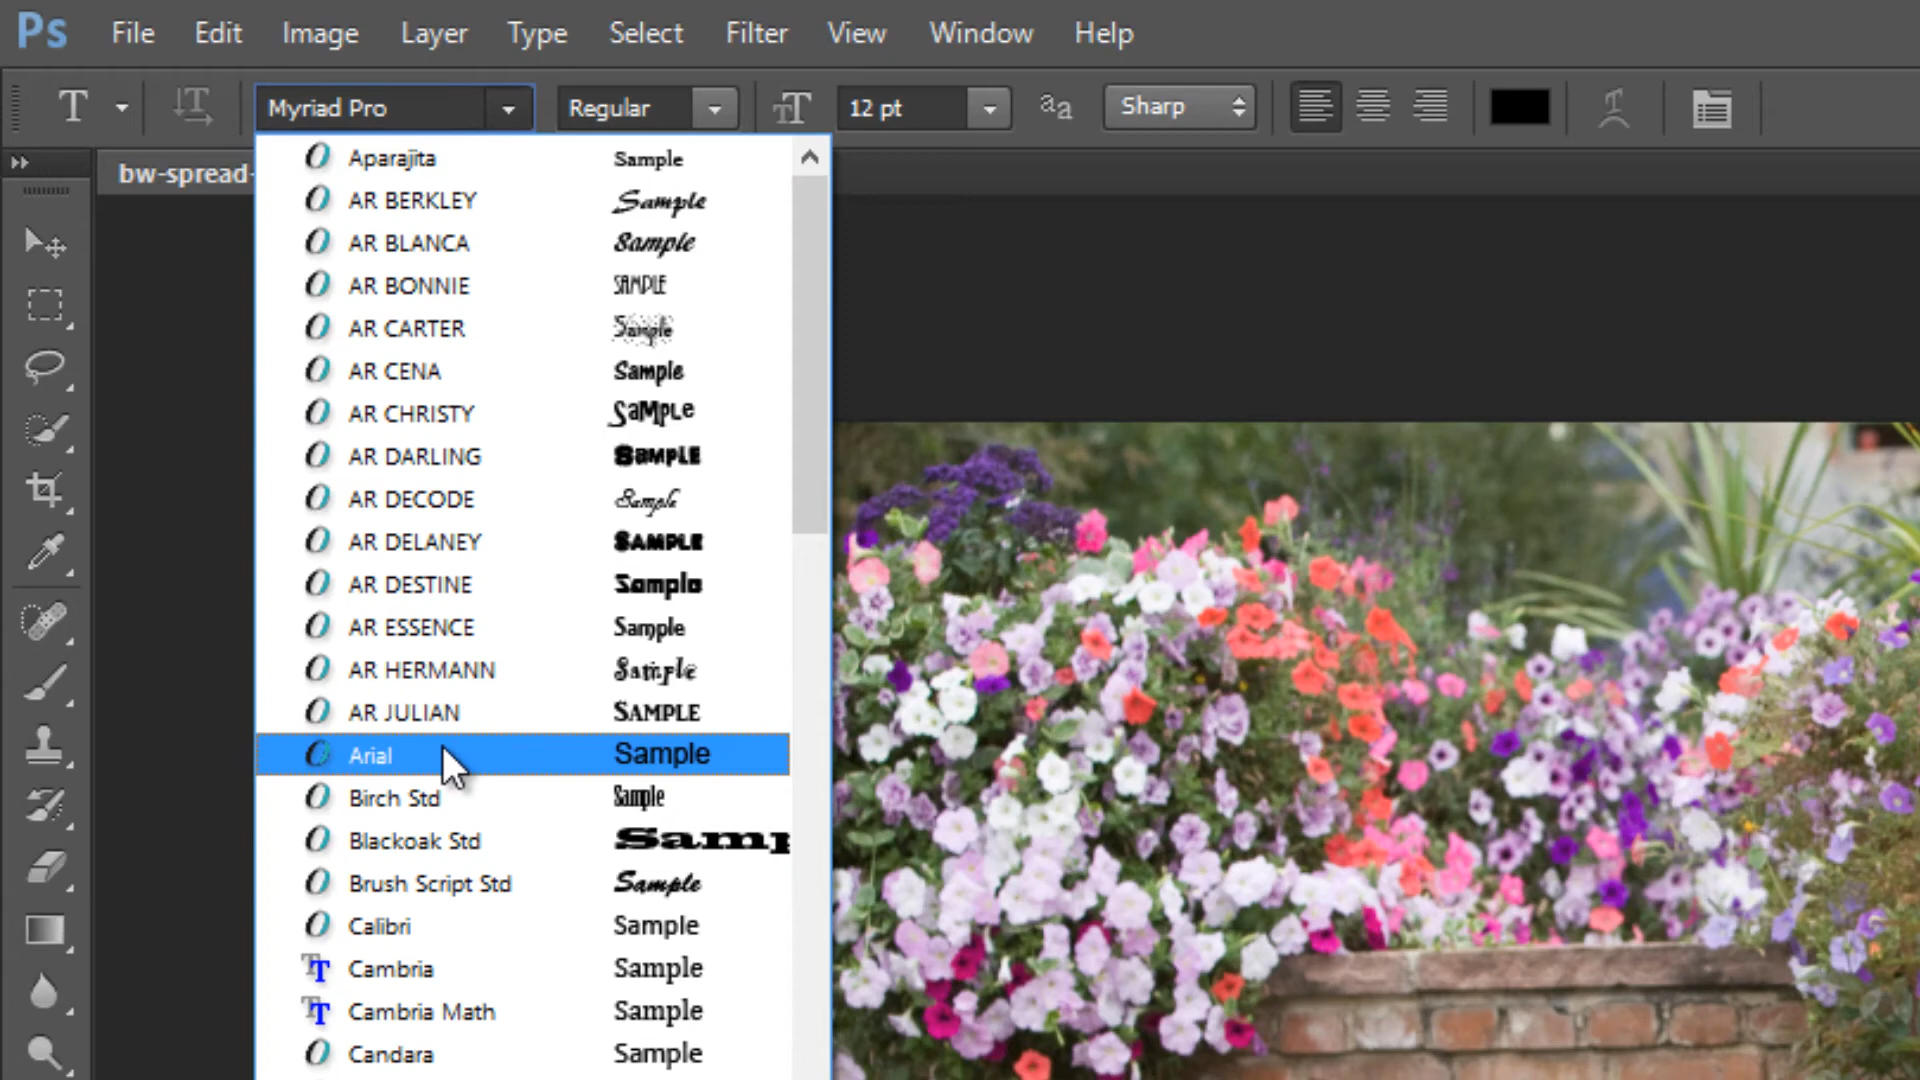 Ps File Edit Image Layer Type Select Filter View Window Help
T Myriad Pro Regular 12 pt aa Sharp
bw-spread-
Aparajita Sample
AR BERKLEY Sample
AR BLANCA Sample
AR BONNIE SAMPLE
AR CARTER Sample
AR CENA Sample
AR CHRISTY SaMpLe
AR DARLING SAMPLE
AR DECODE Sample
AR DELANEY SAMPLE
AR DESTINE Sample
AR ESSENCE Sample
AR HERMANN Sample
AR JULIAN SAMPLE
Arial Sample
Birch Std Sample
Blackoak Std Samp
Brush Script Std Sample
Calibri Sample
Cambria Sample
Cambria Math Sample
Candara Sample